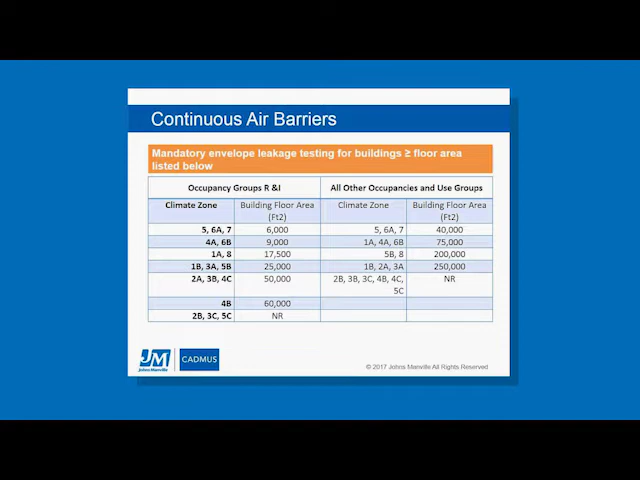 Continuous Air Barriers
Mandatory envelope leakage testing for buildings ≥ floor area
listed below
Occupancy Groups R &I All Other Occupancies and Use Groups
Climate Zone Building Floor Area (Ft2) Climate Zone Building Floor Area (Ft2)
5, 6A, 7 6,000 5, 6A, 7 40,000
4A, 6B 9,000 1A, 4A, 6B 75,000
1A, 8 17,500 5B, 8 200,000
1B, 3A, 5B 25,000 1B, 2A, 3A 250,000
2A, 3B, 4C 50,000 2B, 3B, 3C, 4B, 4C, 5C NR
4B 60,000
2B, 3C, 5C NR
JM
Johns Manville
CADMUS
© 2017 Johns Manville All Rights Reserved